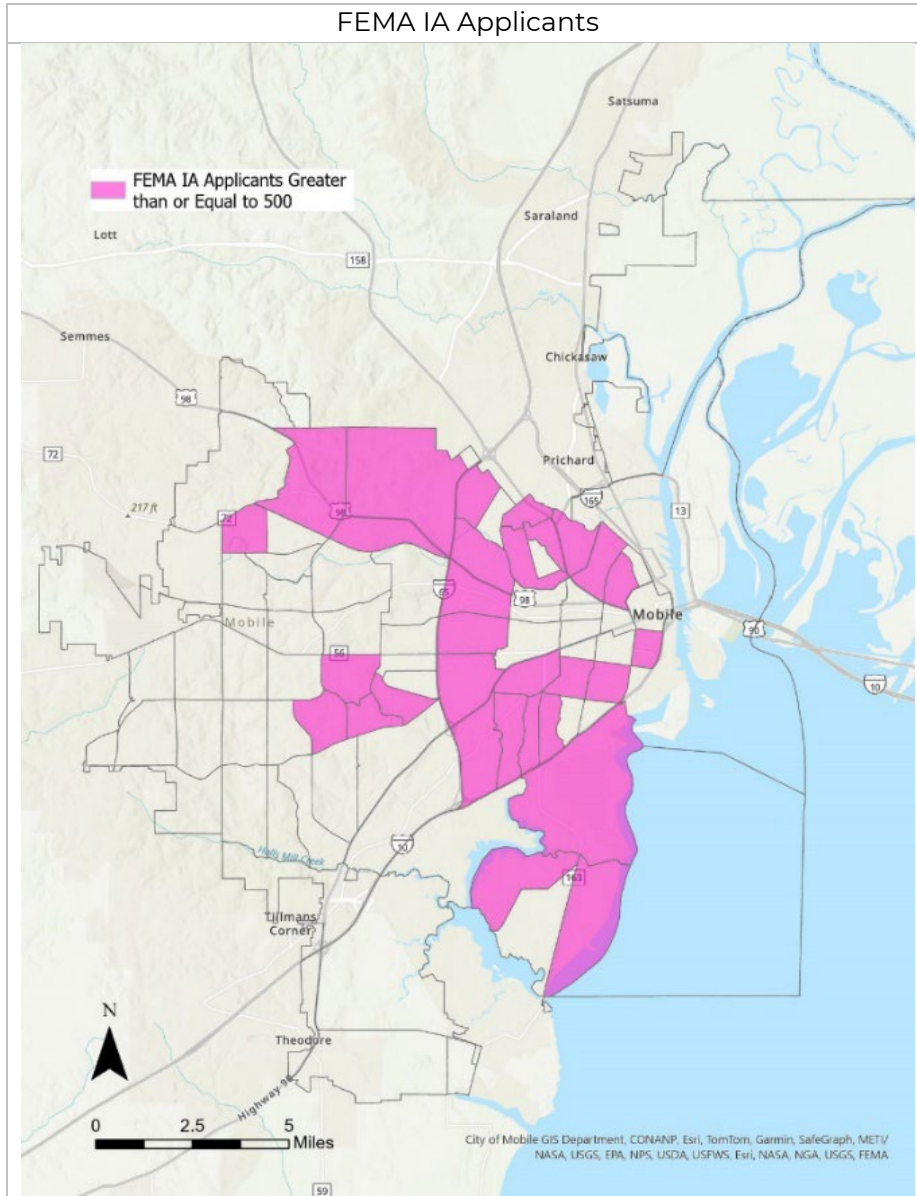 FEMA IA Applicants
Satsuma
FEMA IA Applicants Greater
than or Equal to 500
Saraland
Lott
158
Semmes
Chickasaw
98
72
Prichard
165
13
217 ft
72
98
65
98
Mobile
Mobile
90
56
10
10
Halls Mill Creek
163
Tillmans
Corner
N
Theodore
Highway 90
0 2.5 5
Miles
City of Mobile GIS Department, CONANP, Esri, TomTom, Garmin, SafeGraph, METI/
NASA, USGS, EPA, NPS, USDA, USFWS, Esri, NASA, NGA, USGS, FEMA
59